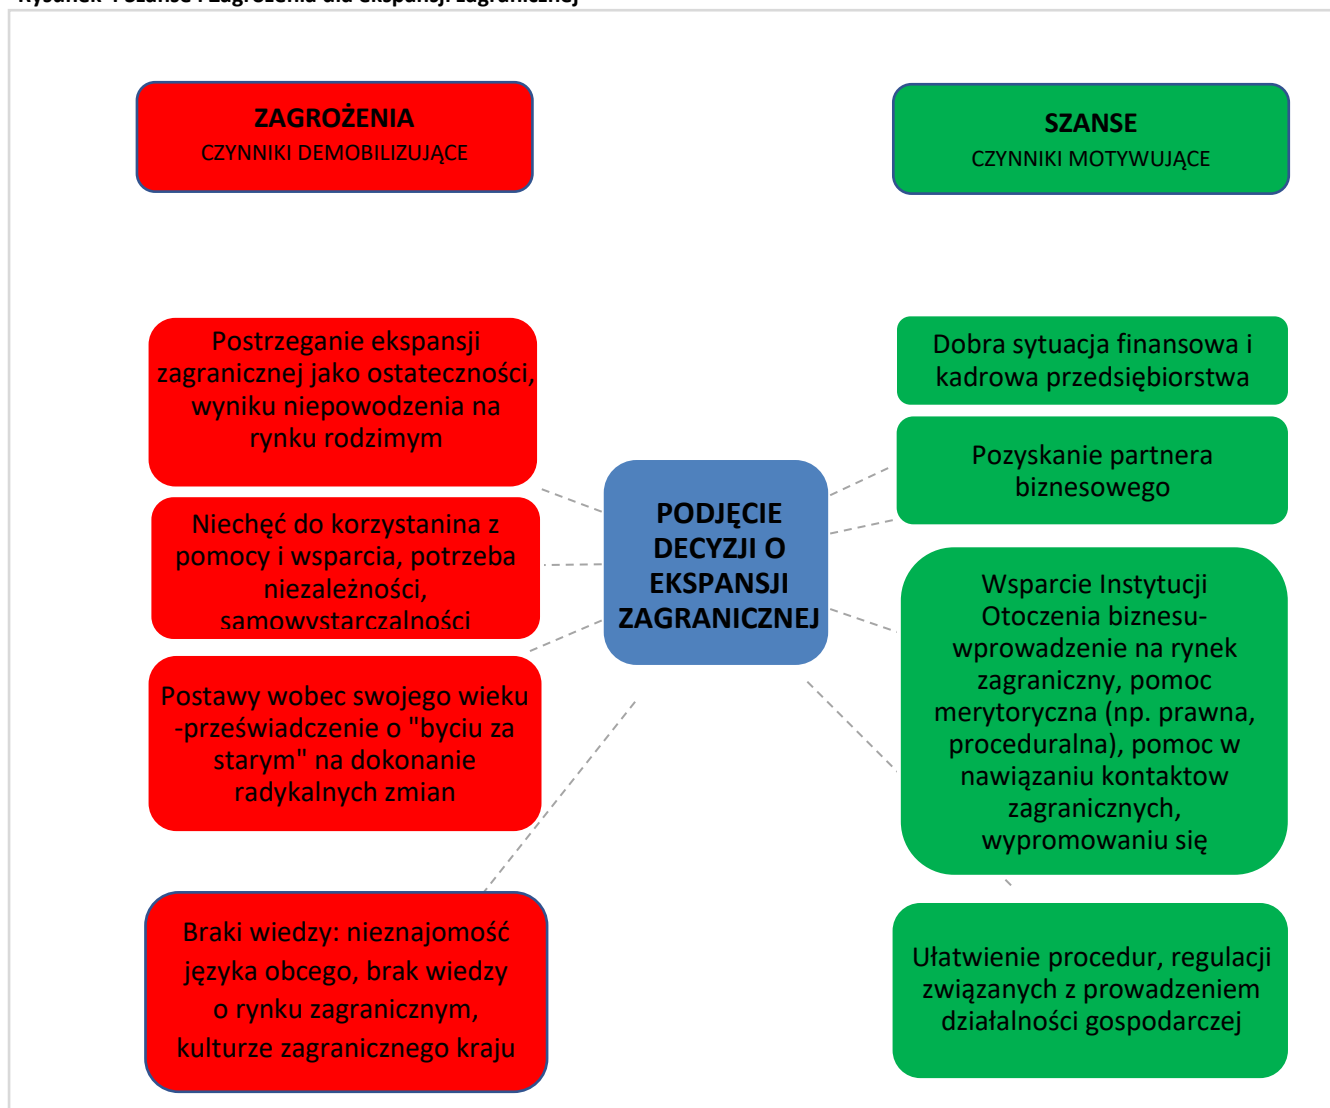 ZAGROŻENIA
CZYNNIKI DEMOBILIZUJĄCE
SZANSE
CZYNNIKI MOTYWUJĄCE
Postrzeganie ekspansji
zagranicznej jako ostateczności,
wyniku niepowodzenia na
rynku rodzimym
Niechęć do korzystanina z
pomocy i wsparcia, potrzeba
niezależności,
samowystarczalności
Postawy wobec swojego wieku
-przeświadczenie o "byciu za
starym" na dokonanie
radykalnych zmian
Braki wiedzy: nieznajomość
języka obcego, brak wiedzy
o rynku zagranicznym,
kulturze zagranicznego kraju
PODJĘCIE
DECYZJI O
EKSPANSJI
ZAGRANICZNEJ
Dobra sytuacja finansowa i
kadrowa przedsiębiorstwa
Pozyskanie partnera
biznesowego
Wsparcie Instytucji
Otoczenia biznesu-
wprowadzenie na rynek
zagraniczny, pomoc
merytoryczna (np. prawna,
proceduralna), pomoc w
nawiązaniu kontaktow
zagranicznych,
wypromowaniu się
Ułatwienie procedur, regulacji
związanych z prowadzeniem
działalności gospodarczej